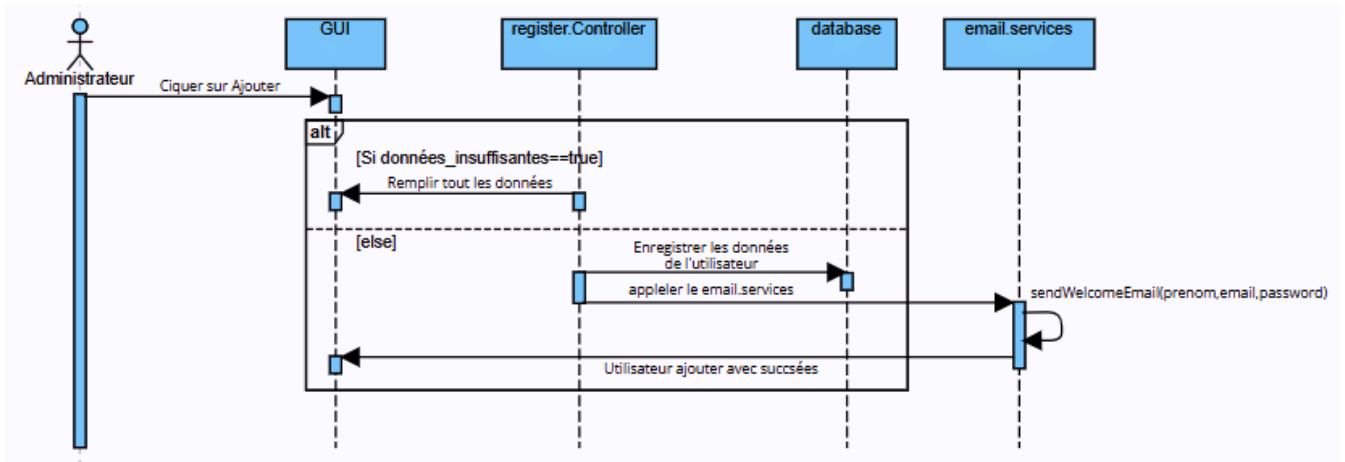 GUI
register.Controller
database
email.services
Administrateur
Ciquer sur Ajouter
alt
[Si données_insuffisantes==true]
Remplir tout les données
[else]
Enregistrer les données
de l'utilisateur
appleler le email.services
sendWelcomeEmail(prenom,email,password)
Utilisateur ajouter avec succsées